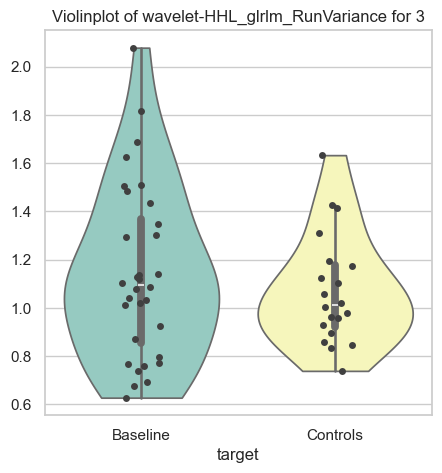 Violinplot of wavelet-HHL_glrlm_RunVariance for 3
2.0
1.8
1.6
1.4
1.2
1.0
0.8
0.6
Baseline
Controls
target